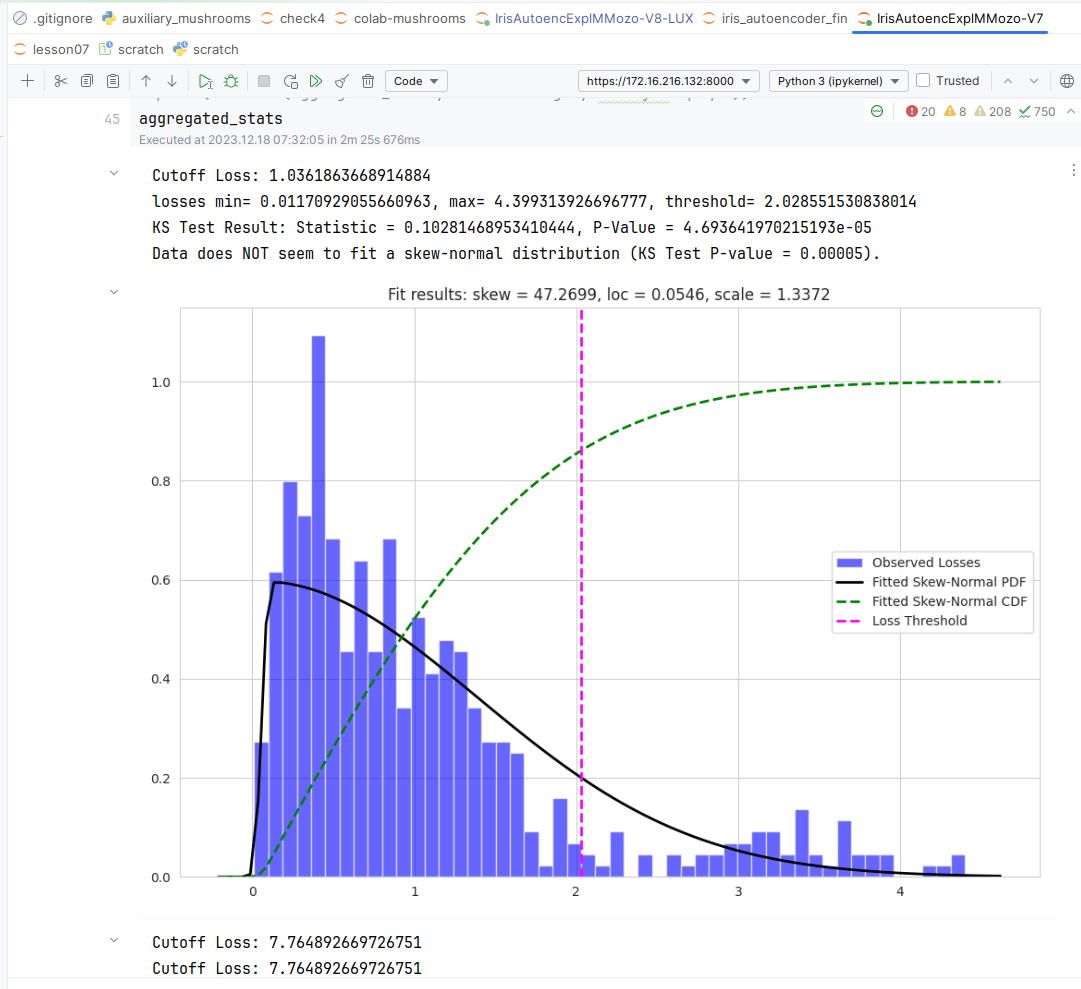 .gitignore auxiliary_mushrooms check4 colab-mushrooms IrisAutoencExplMMozo-V8-LUX iris_autoencoder_fin IrisAutoencExplMMozo-V7
lesson07 scratch scratch
Code https://172.16.216.132:8000 Python 3 (ipykernel) Trusted
45 aggregated_stats 20 8 208 750
Executed at 2023.12.18 07:32:05 in 2m 25s 676ms
Cutoff Loss: 1.0361863668914884
losses min= 0.01170929055660963, max= 4.399313926696777, threshold= 2.028551530838014
KS Test Result: Statistic = 0.10281468953410444, P-Value = 4.693641970215193e-05
Data does NOT seem to fit a skew-normal distribution (KS Test P-value = 0.00005).
Fit results: skew = 47.2699, loc = 0.0546, scale = 1.3372
1.0
0.8
0.6
0.4
0.2
0.0
Observed Losses
Fitted Skew-Normal PDF
Fitted Skew-Normal CDF
Loss Threshold
0 1 2 3 4
Cutoff Loss: 7.764892669726751
Cutoff Loss: 7.764892669726751